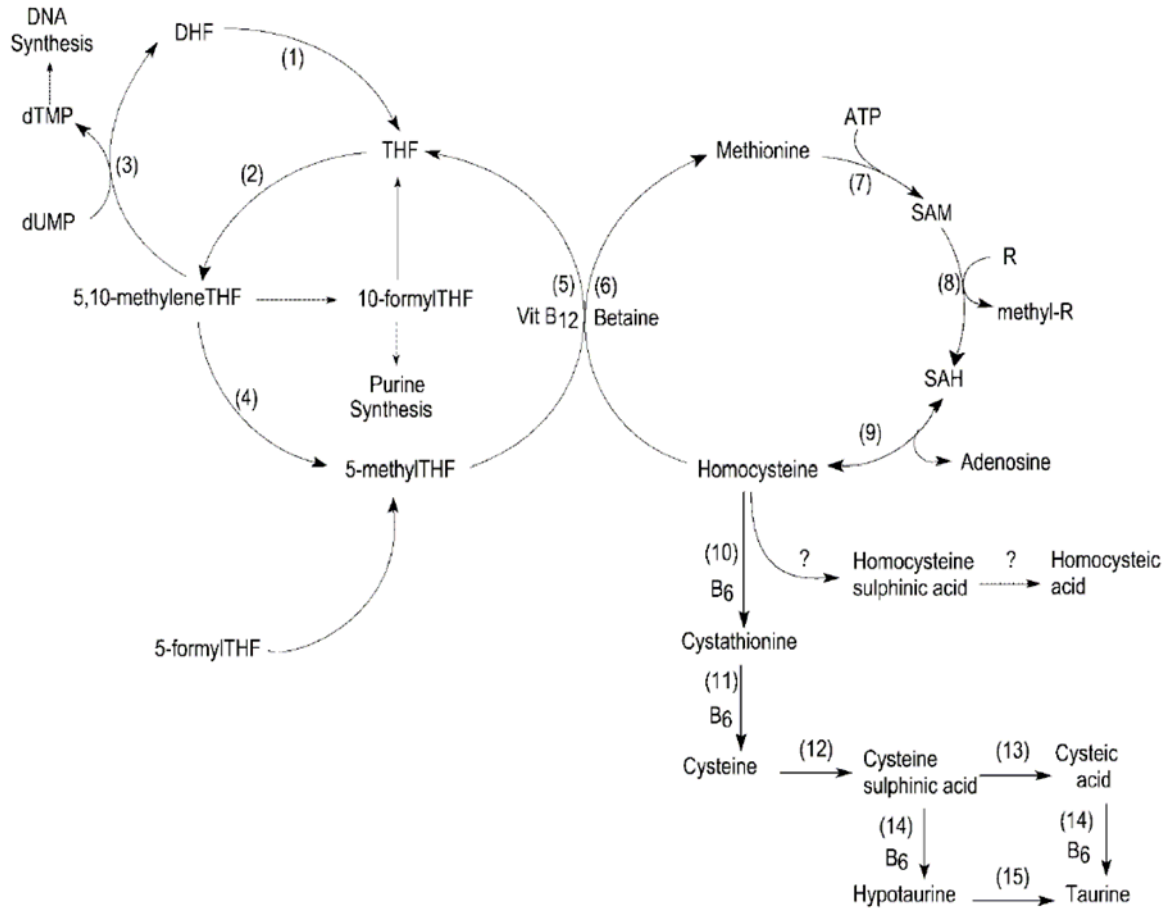 DNA
Synthesis
DHF
(1)
dTMP
(3)
dUMP
THF
(2)
5,10-methyleneTHF
10-formylTHF
Purine
Synthesis
(4)
5-methylTHF
5-formylTHF
(5)
Vit B12
(6)
Betaine
Methionine
ATP
(7)
SAM
R
(8)
methyl-R
SAH
(9)
Adenosine
Homocysteine
(10)
B6
?
Homocysteine
sulphinic acid
?
Homocysteic
acid
Cystathionine
(11)
B6
Cysteine
(12)
Cysteine
sulphinic acid
(13)
Cysteic
acid
(14)
B6
(14)
B6
Hypotaurine
(15)
Taurine